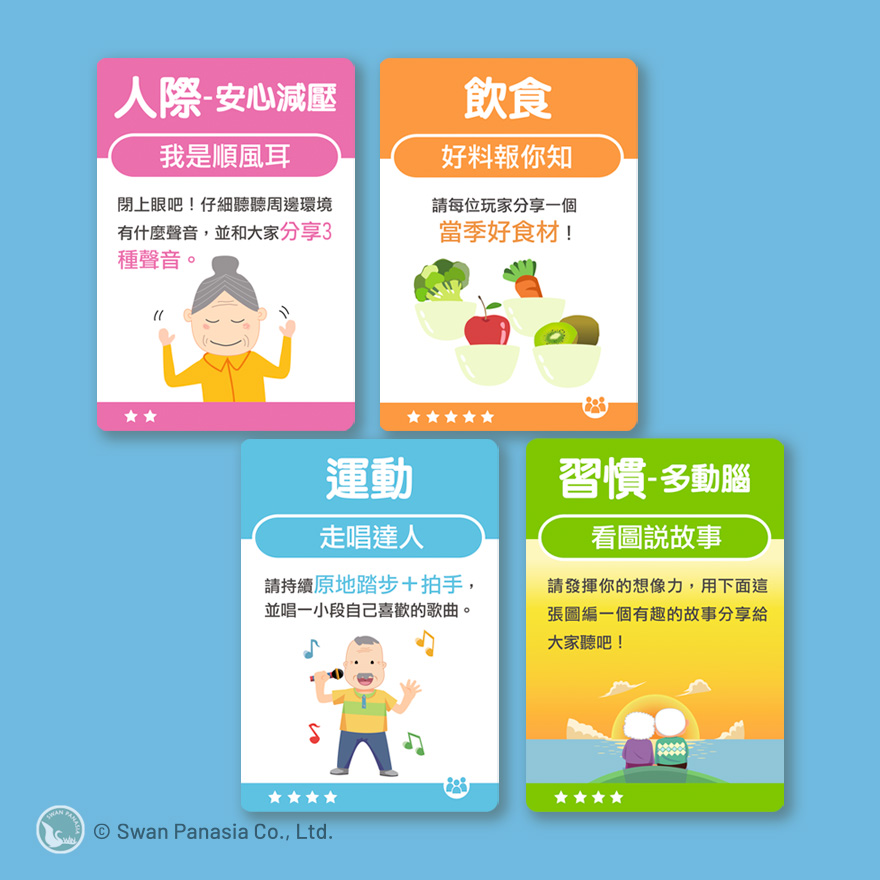 人際-安心減壓
我是順風耳
閉上眼吧！仔細聽聽周邊環境
有什麼聲音，並和大家分享3
種聲音。
飲食
好料報你知
請每位玩家分享一個
當季好食材！
運動
走唱達人
請持續原地踏步＋拍手，
並唱一小段自己喜歡的歌曲。
習慣-多動腦
看圖說故事
請發揮你的想像力，用下面這
張圖編一個有趣的故事分享給
大家聽吧！
SWAN PANASIA
© Swan Panasia Co., Ltd.